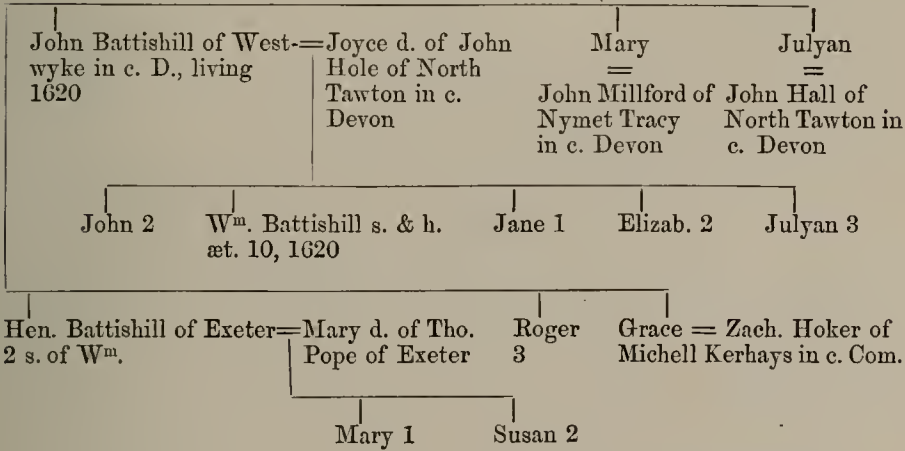 John Battishill of West-=Joyce d. of John Mary Julyan
wyke in c. D., living Hole of North = =
1620 Tawton in c. John Millford of John Hall of
Devon Nymet Tracy North Tawton in
in c. Devon c. Devon
John 2 Wm. Battishill s. & h. Jane 1 Elizab. 2 Julyan 3
æt. 10, 1620
Hen. Battishill of Exeter=Mary d. of Tho. Roger Grace = Zach. Hoker of
2 s. of Wm. Pope of Exeter 3 Michell Kerhays in c. Com.
Mary 1 Susan 2